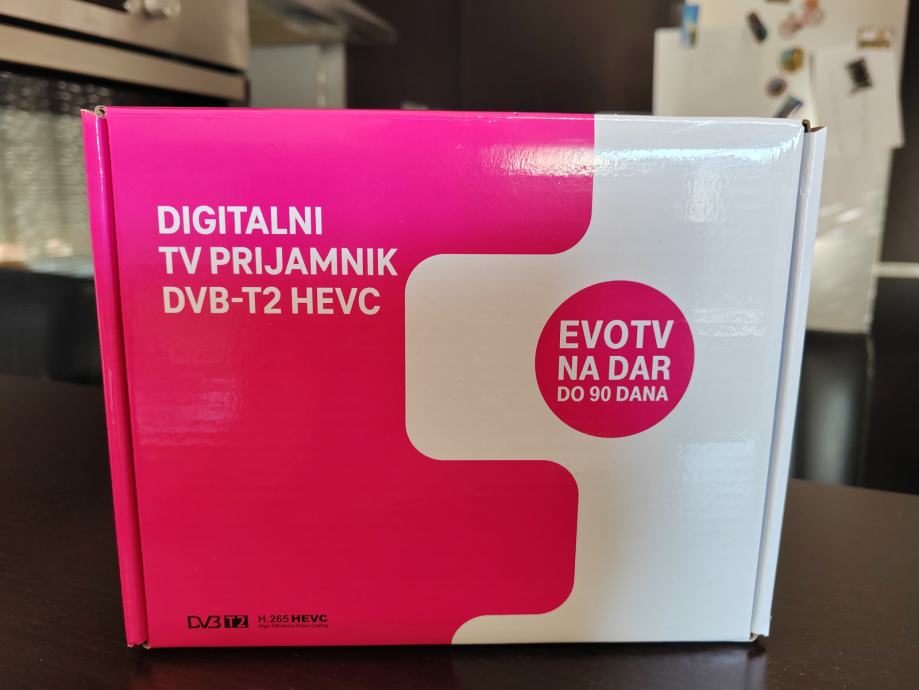 DIGITALNI
TV PRIJAMNIK
DVB-T2 HEVC
EVOTV
NA DAR
DO 90 DANA
DVB T2
H.265 HEVC
High Efficiency Video Coding